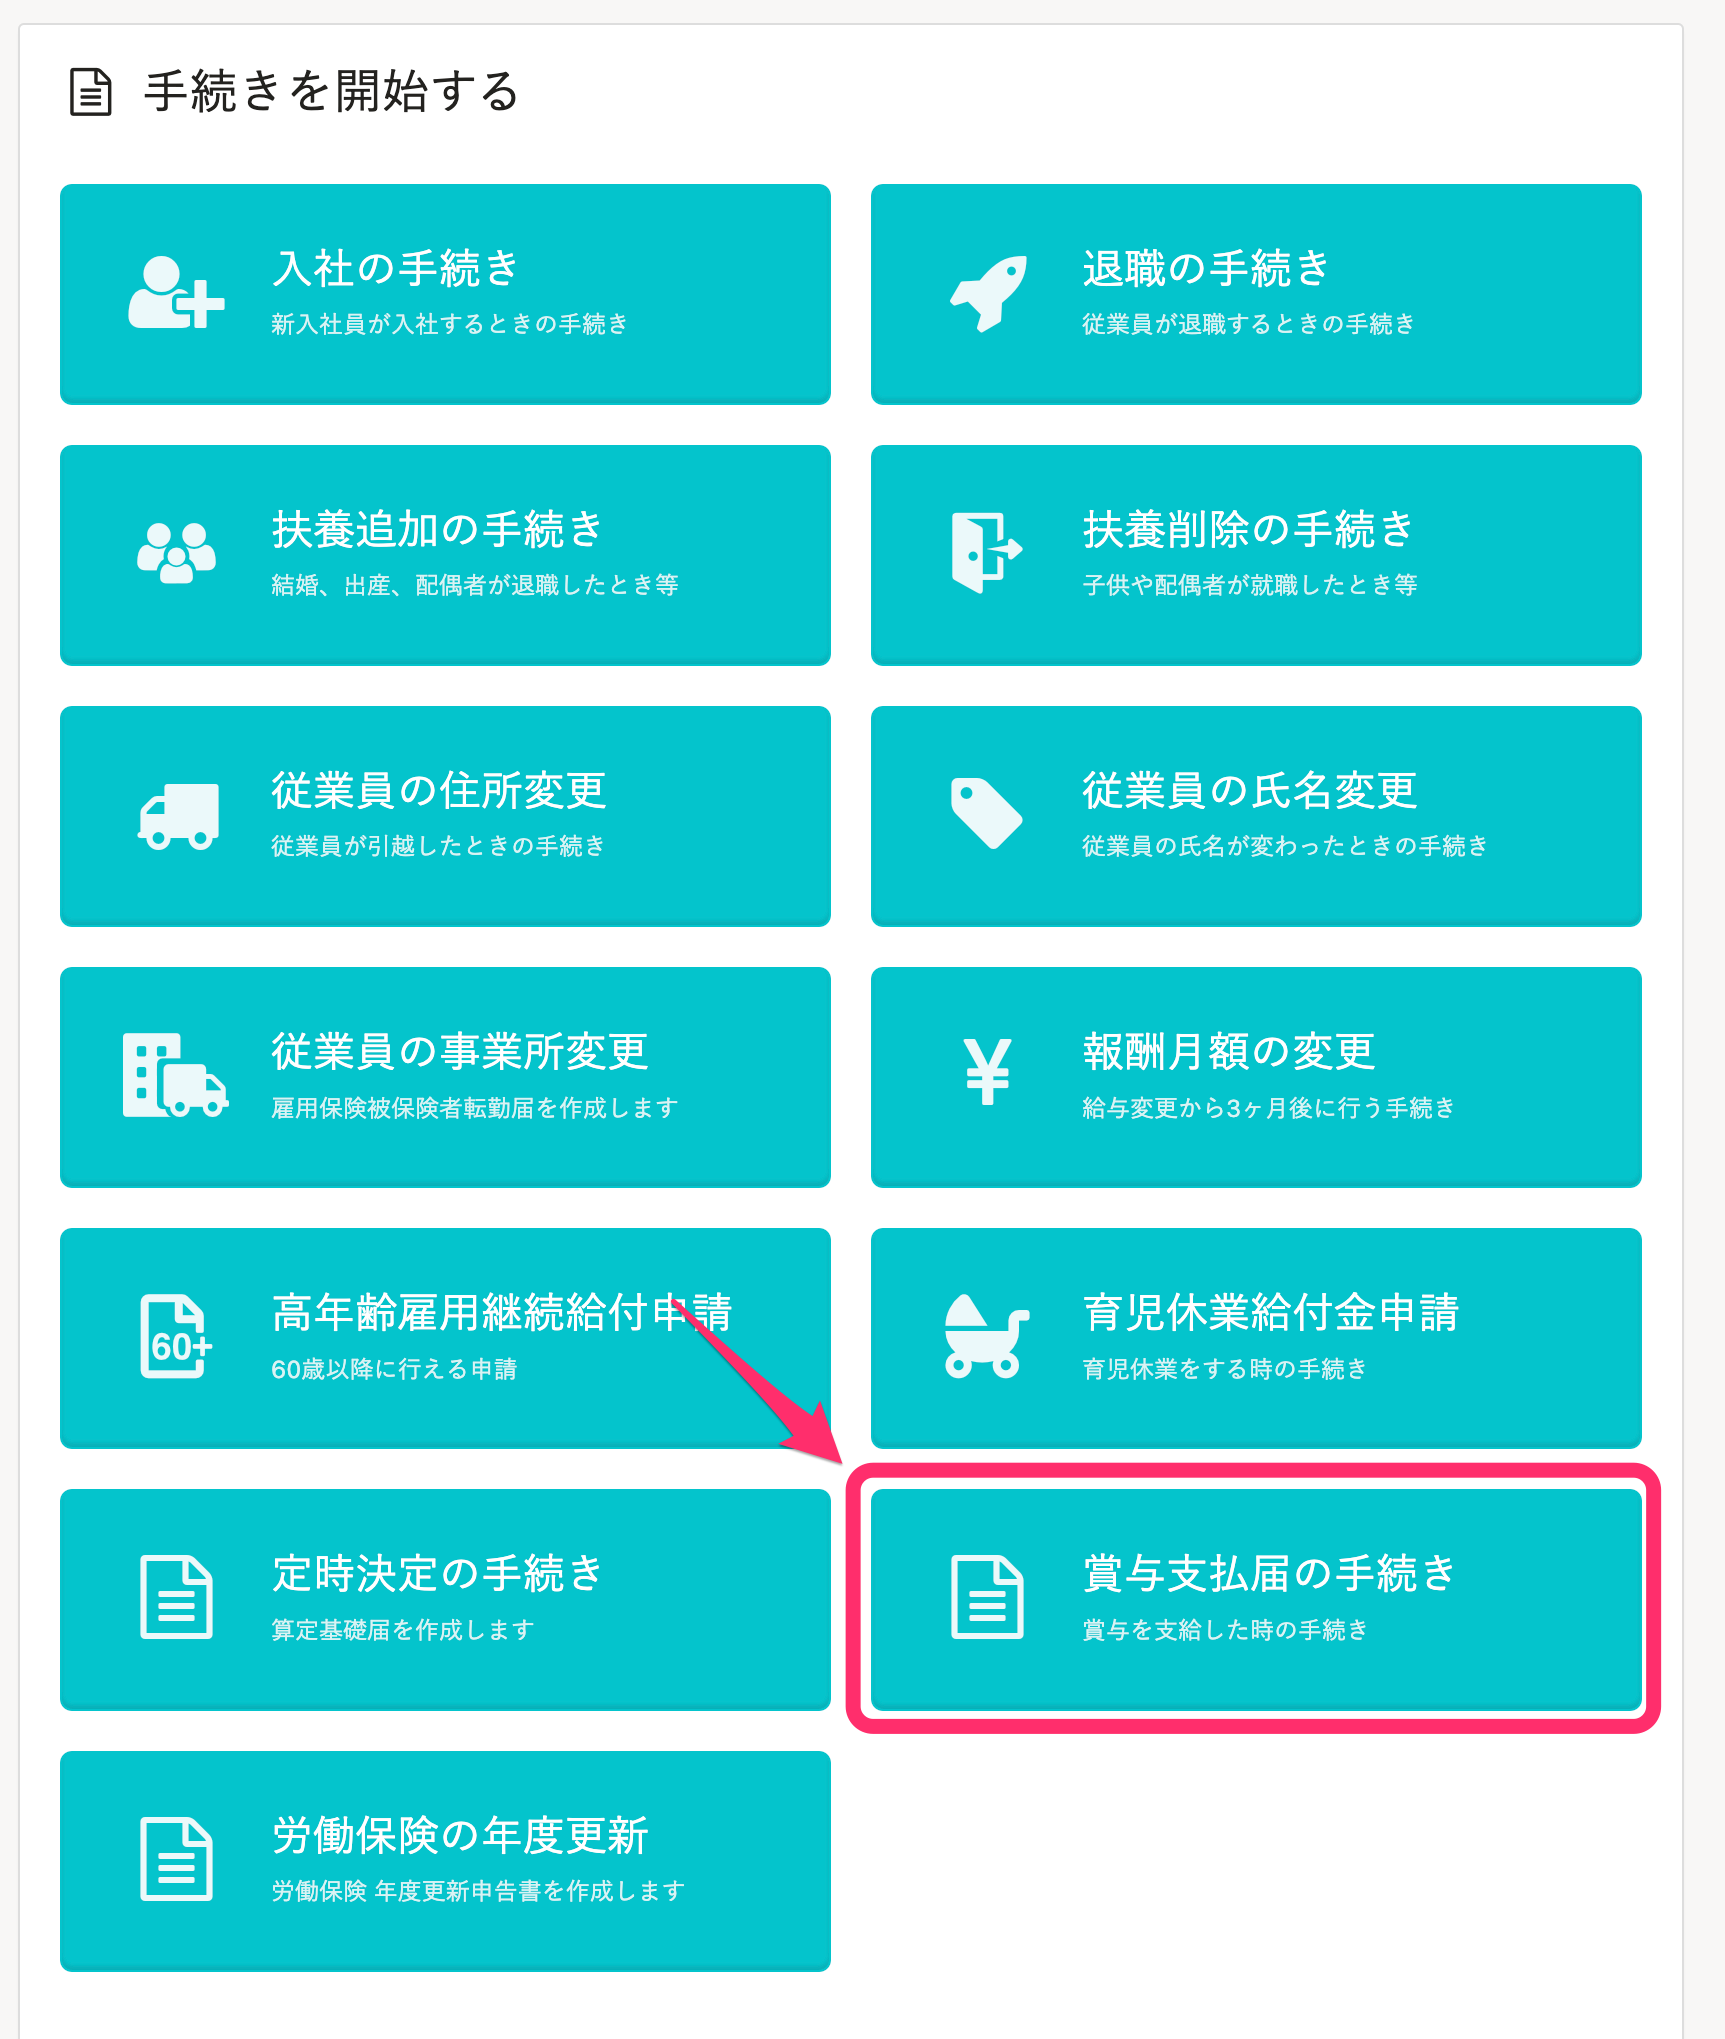 手続きを開始する
入社の手続き
新入社員が入社するときの手続き
退職の手続き
従業員が退職するときの手続き
扶養追加の手続き
結婚、出産、配偶者が退職したとき等
扶養削除の手続き
子供や配偶者が就職したとき等
従業員の住所変更
従業員が引越したときの手続き
従業員の氏名変更
従業員の氏名が変わったときの手続き
従業員の事業所変更
雇用保険被保険者転勤届を作成します
¥
報酬月額の変更
給与変更から3ヶ月後に行う手続き
60+
高年齢雇用継続給付申請
60歳以降に行える申請
育児休業給付金申請
育児休業をする時の手続き
定時決定の手続き
算定基礎届を作成します
賞与支払届の手続き
賞与を支給した時の手続き
労働保険の年度更新
労働保険 年度更新申告書を作成します